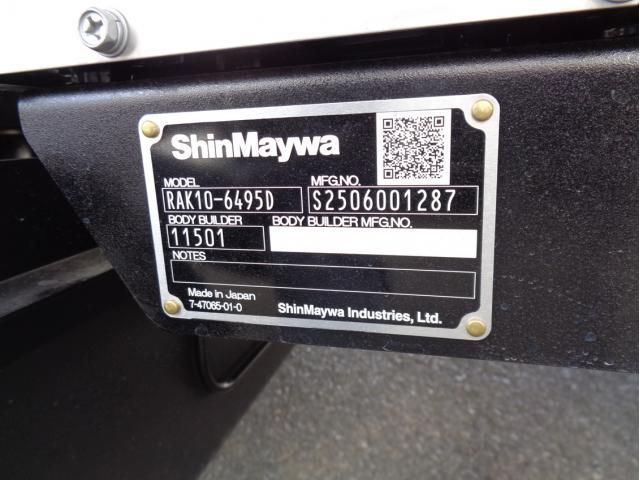 ShinMaywa
MODEL MFG.NO.
RAK10-6495D S2506001287
BODY BUILDER BODY BUILDER MFG.NO.
11501
NOTES
Made in Japan
7-47065-01-0 ShinMaywa Industries, Ltd.